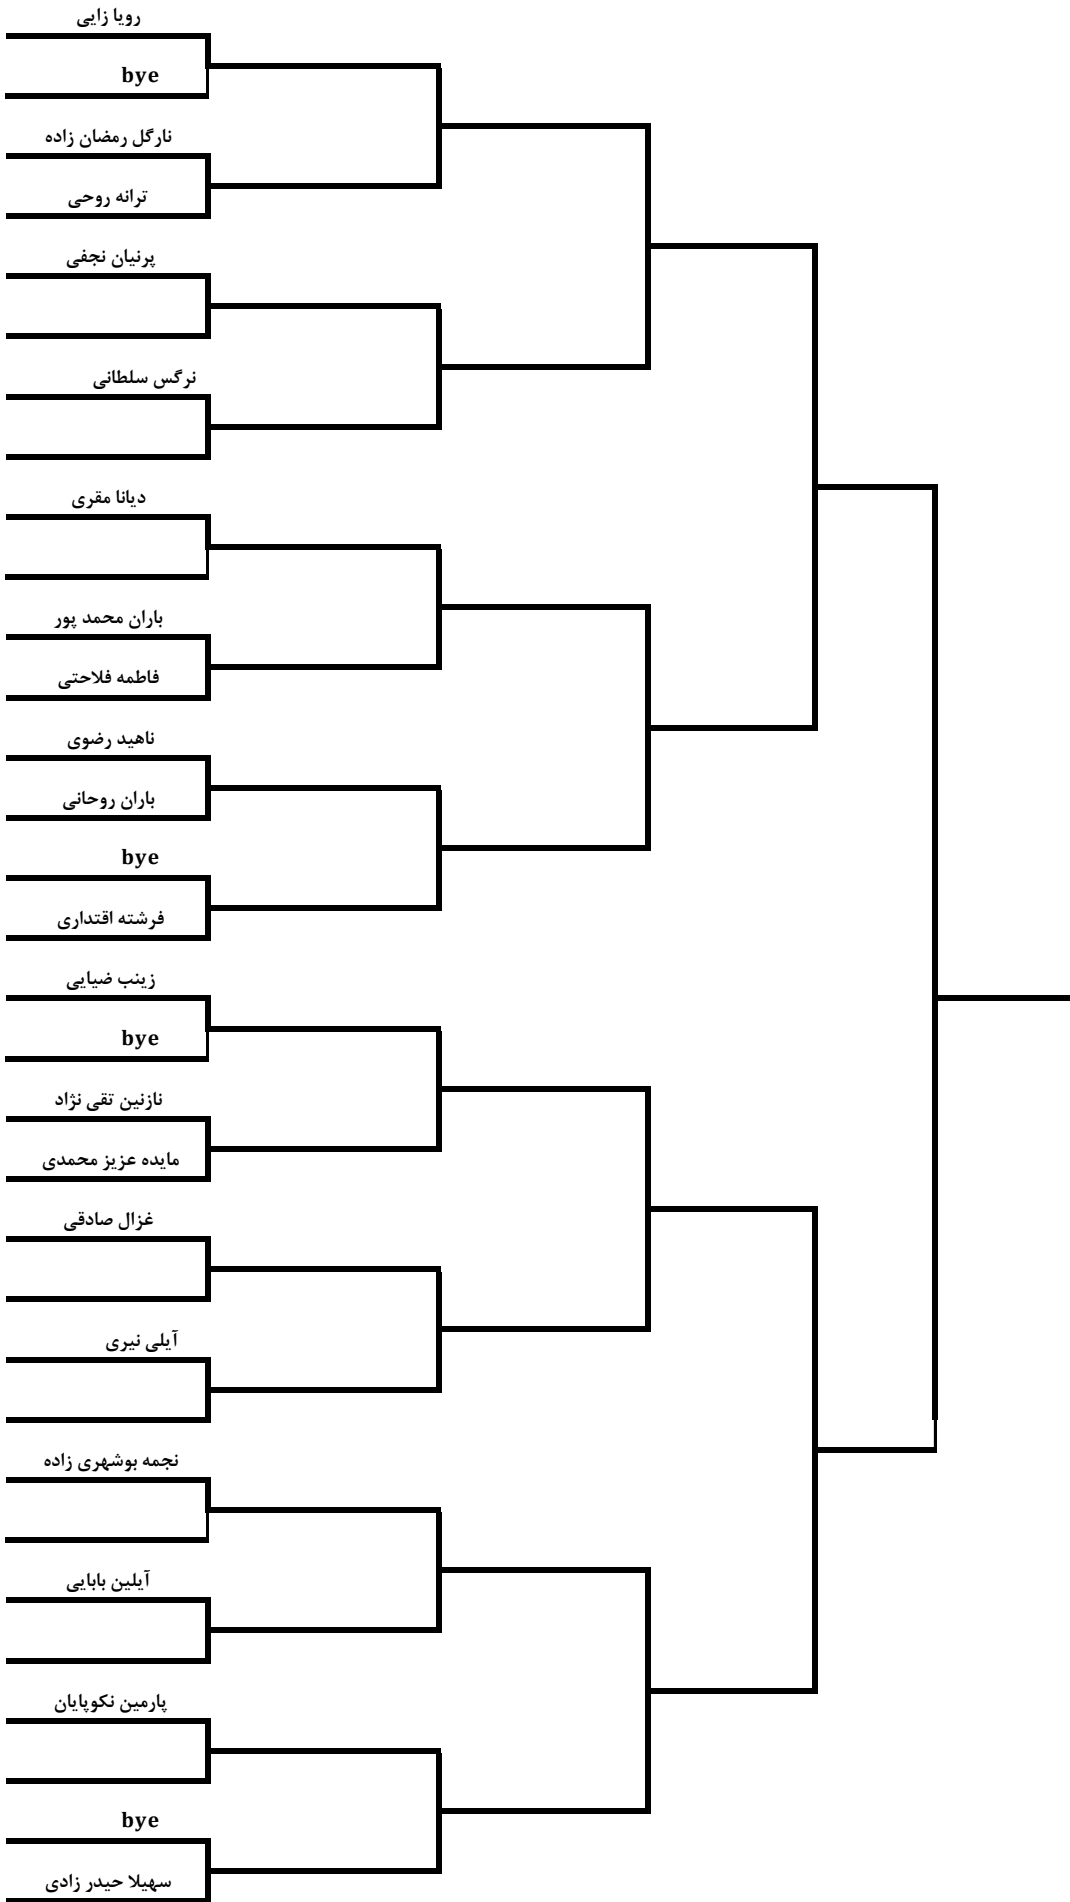 رویا زایی
bye
نارگل رمضان زاده
ترانه روحی
پرنیان نجفی
نرگس سلطانی
دیانا مقری
باران محمد پور
فاطمه فلاحتی
ناهید رضوی
باران روحانی
bye
فرشته اقتداری
زینب ضیایی
bye
نازنین تقی نژاد
مایده عزیز محمدی
غزال صادقی
آیلی نیری
نجمه بوشهری زاده
آیلین بابایی
پارمین نکوپایان
bye
سهیلا حیدر زادی